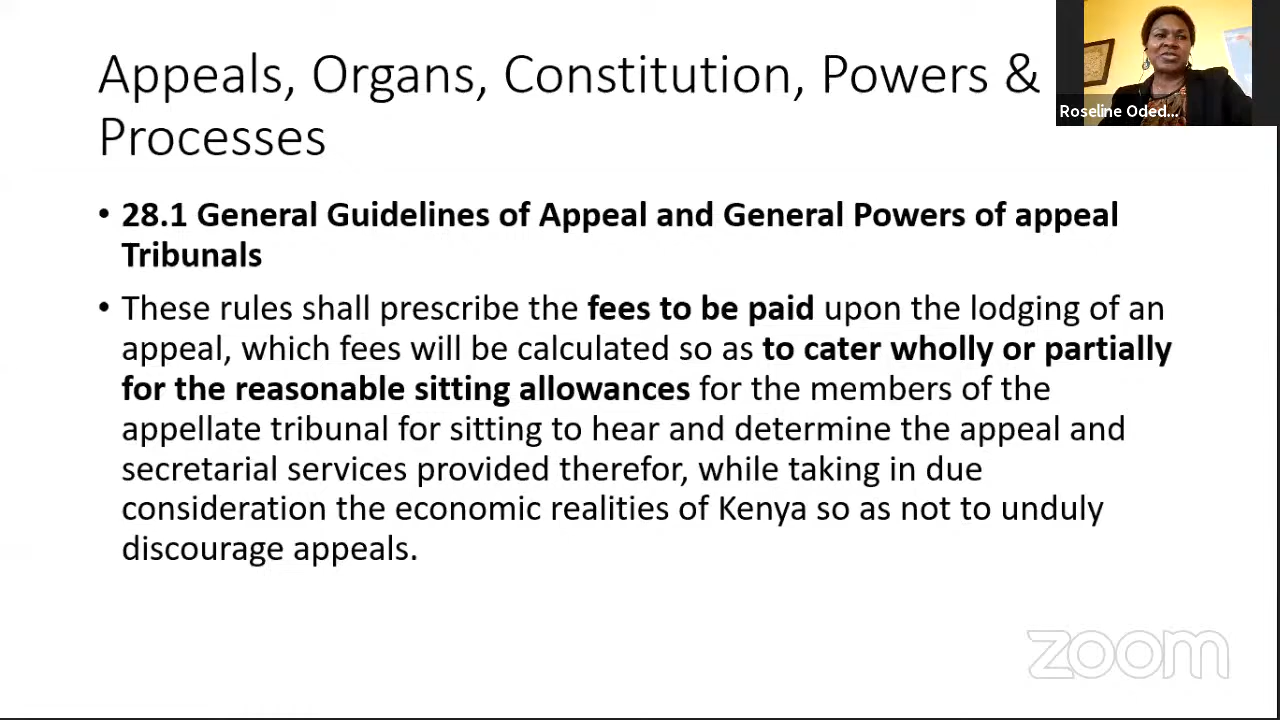 Appeals, Organs, Constitution, Powers &
Processes
Roseline Oded...
• 28.1 General Guidelines of Appeal and General Powers of appeal
Tribunals
• These rules shall prescribe the fees to be paid upon the lodging of an
appeal, which fees will be calculated so as to cater wholly or partially
for the reasonable sitting allowances for the members of the
appellate tribunal for sitting to hear and determine the appeal and
secretarial services provided therefor, while taking in due
consideration the economic realities of Kenya so as not to unduly
discourage appeals.
zoom